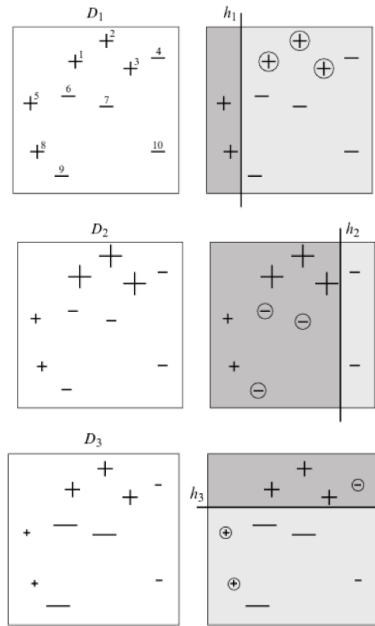 D₁ h₁
+2
+1 +3 −4
+5 −6 −7
+8 −9 −10
D₂ h₂
D₃
h₃